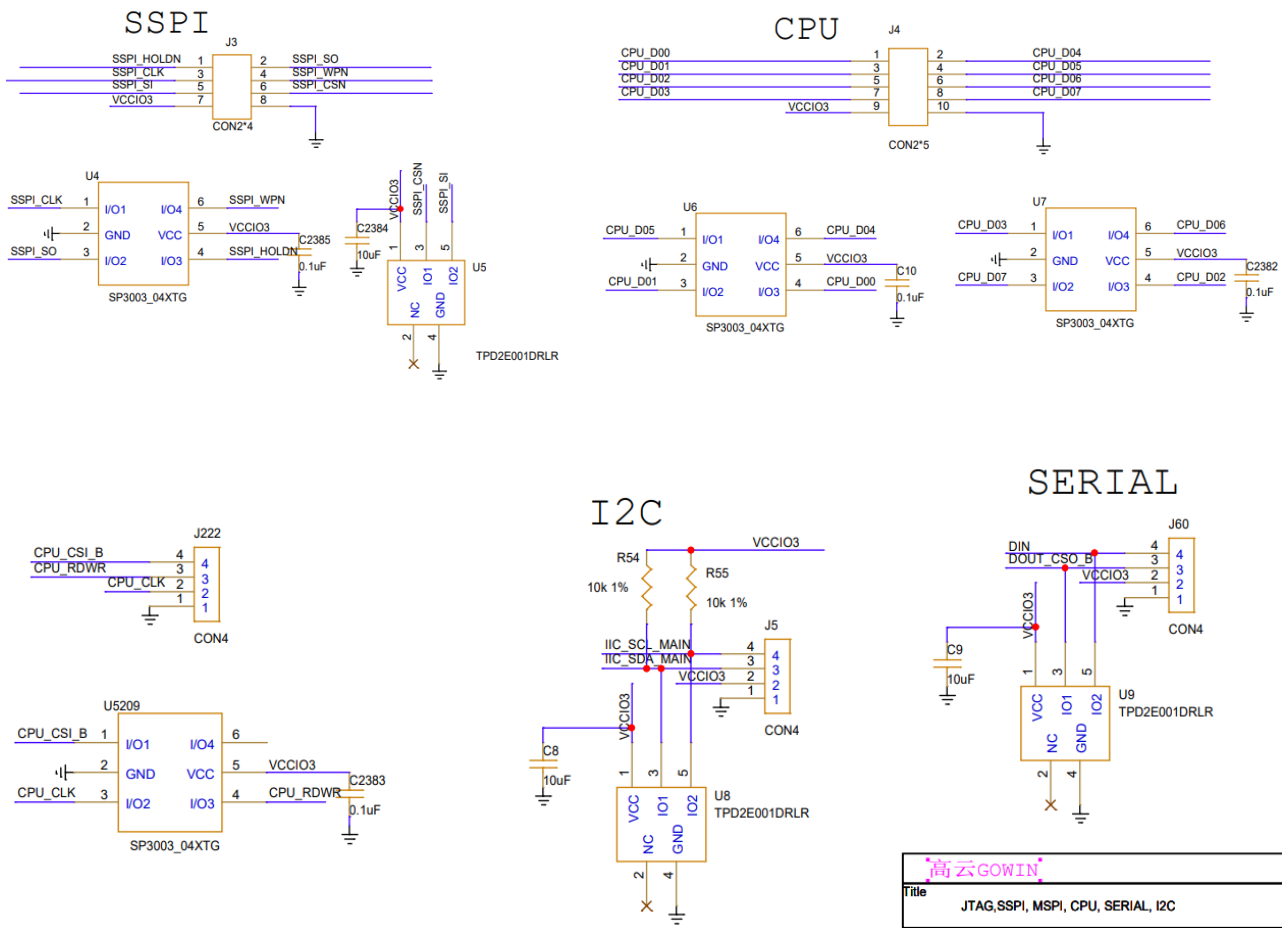 SSPI
J3
SSPI_HOLDN 1 2 SSPI_SO
SSPI_CLK 3 4 SSPI_WPN
SSPI_SI 5 6 SSPI_CSN
VCCIO3 7 8
CON2*4
CPU
J4
CPU_D00 1 2 CPU_D04
CPU_D01 3 4 CPU_D05
CPU_D02 5 6 CPU_D06
CPU_D03 7 8 CPU_D07
VCCIO3 9 10
CON2*5
U4
SSPI_CLK 1 I/O1 I/O4 6 SSPI_WPN
2 GND VCC 5 VCCIO3
SSPI_SO 3 I/O2 I/O3 4 SSPI_HOLDN
C2385
0.1uF
SP3003_04XTG
VCCIO3
SSPI_CSN
SSPI_SI
C2384
10uF
1 3 5
VCC IO1 IO2
U5
NC GND
2 4
TPD2E001DRLR
U6
CPU_D05 1 I/O1 I/O4 6 CPU_D04
2 GND VCC 5 VCCIO3
CPU_D01 3 I/O2 I/O3 4 CPU_D00
C10
0.1uF
SP3003_04XTG
U7
CPU_D03 1 I/O1 I/O4 6 CPU_D06
2 GND VCC 5 VCCIO3
CPU_D07 3 I/O2 I/O3 4 CPU_D02
C2382
0.1uF
SP3003_04XTG
J222
CPU_CSI_B 4 4
CPU_RDWR 3 3
CPU_CLK 2 2
1 1
CON4
U5209
CPU_CSI_B 1 I/O1 I/O4 6
2 GND VCC 5 VCCIO3
CPU_CLK 3 I/O2 I/O3 4 CPU_RDWR
C2383
0.1uF
SP3003_04XTG
I2C
VCCIO3
R54
10k 1%
R55
10k 1%
J5
IIC_SCL_MAIN 4 4
IIC_SDA_MAIN 3 3
VCCIO3 2 2
1 1
CON4
VCCIO3
C8
10uF
1 3 5
VCC IO1 IO2
U8
TPD2E001DRLR
NC GND
2 4
SERIAL
J60
DIN 4 4
DOUT_CSO_B 3 3
VCCIO3 2 2
1 1
CON4
VCCIO3
C9
10uF
1 3 5
VCC IO1 IO2
U9
TPD2E001DRLR
NC GND
2 4
高云GOWIN
Title
JTAG,SSPI, MSPI, CPU, SERIAL, I2C